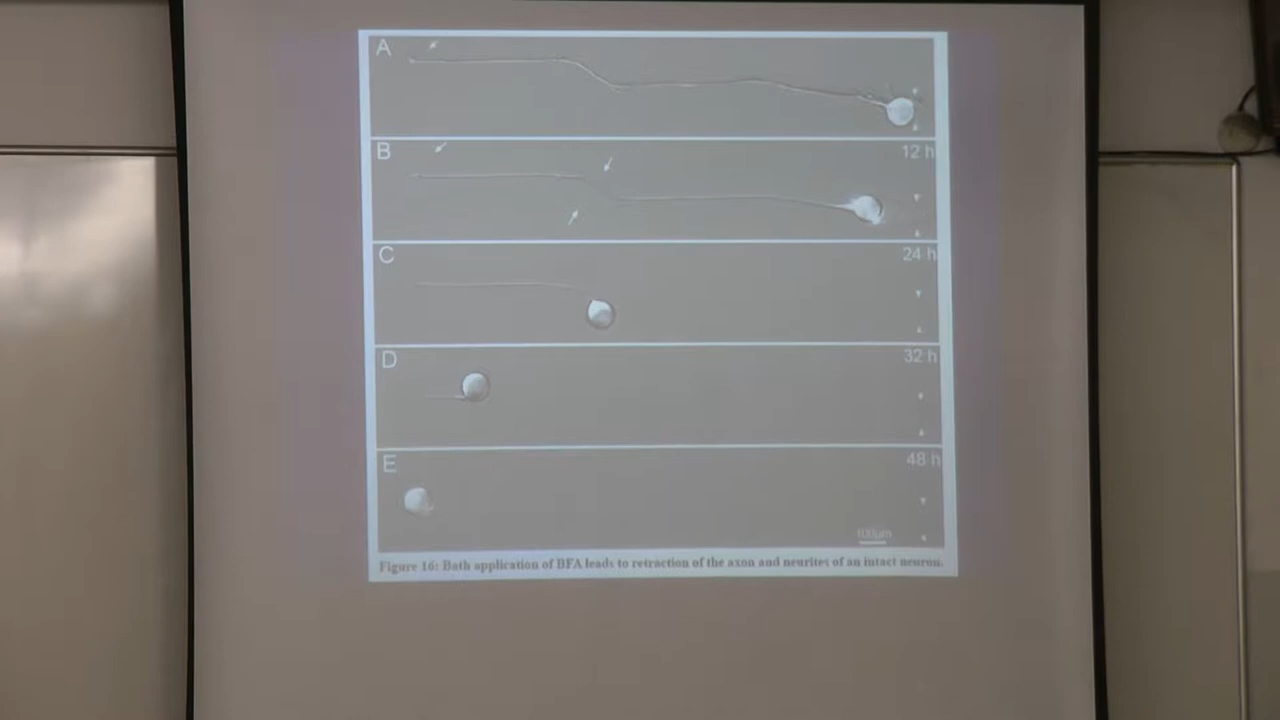 A
B
12 h
C
24 h
D
32 h
E
48 h
100µm
Figure 16: Bath application of BFA leads to retraction of the axon and neurites of an intact neuron.